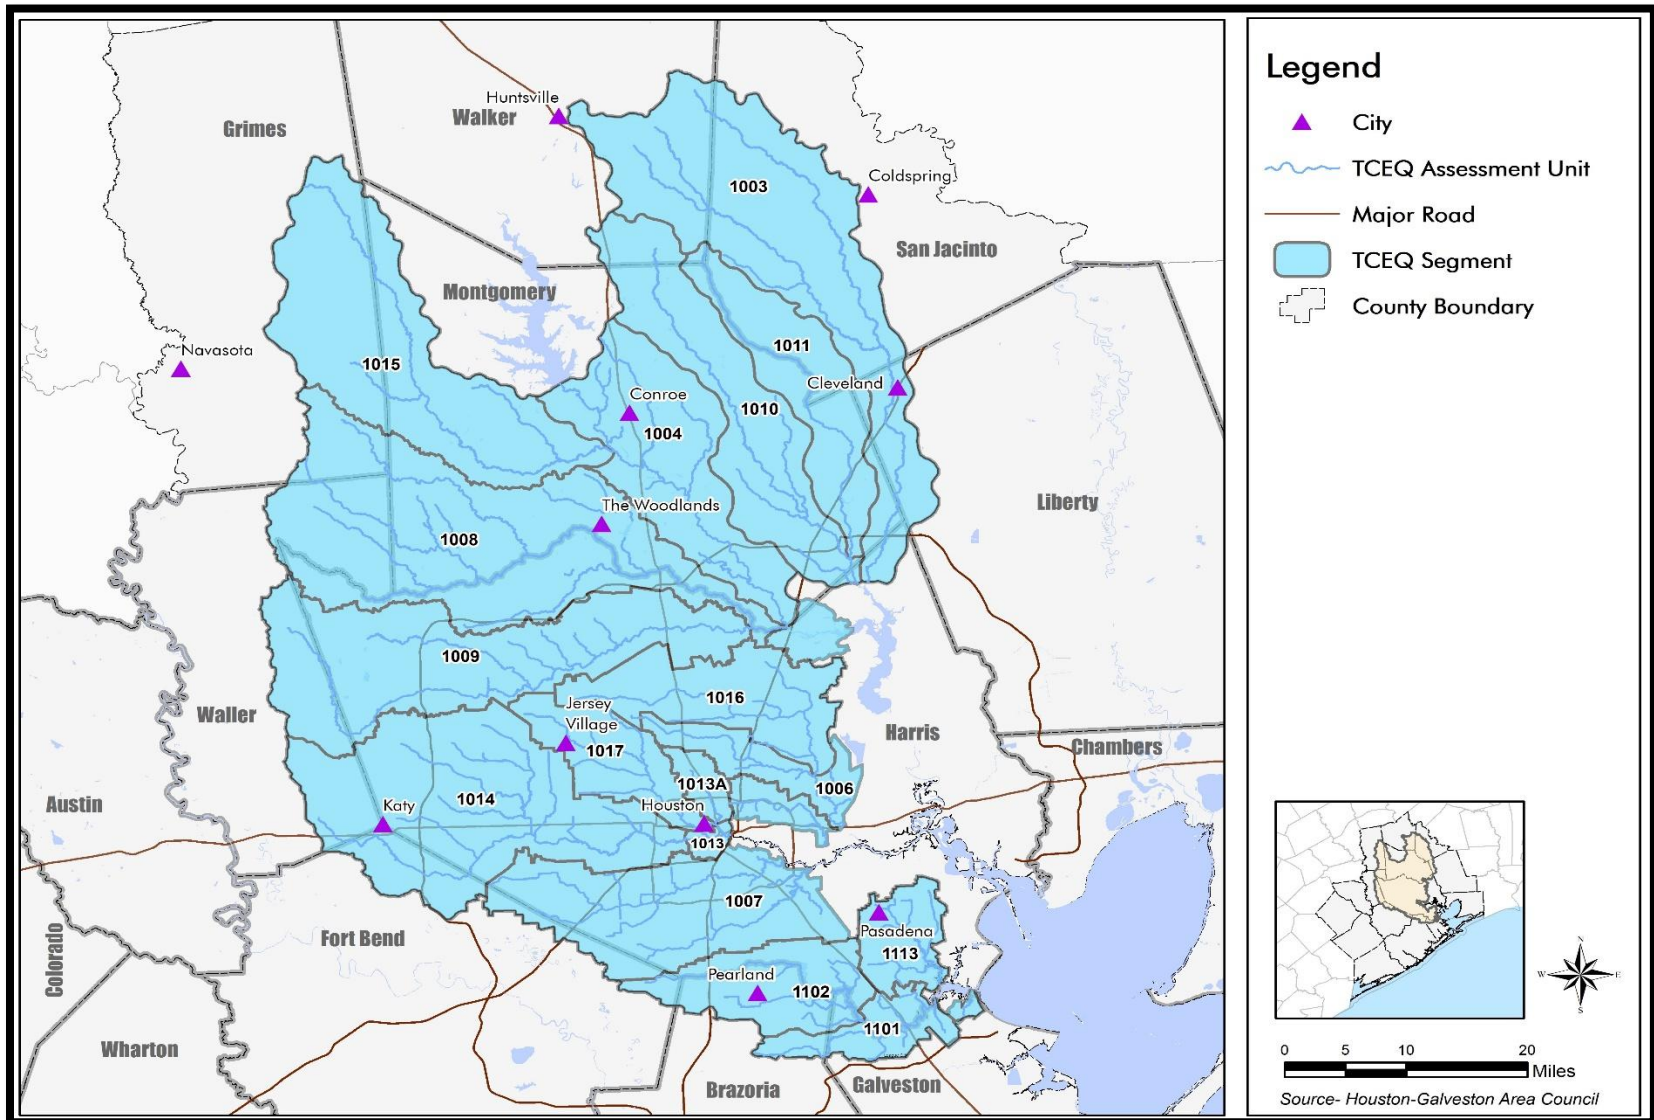 Huntsville
Walker
Grimes
1003
Coldspring
San Jacinto
Montgomery
Navasota
1015
1011
Cleveland
Conroe
1010
1004
The Woodlands
Liberty
1008
1009
1016
Waller
Jersey
Village
1017
Harris
Chambers
1013A
1006
Austin
Katy
1014
Houston
1013
1007
Fort Bend
Colorado
Pasadena
1113
Pearland
1102
1101
Wharton
Brazoria
Galveston
Legend
City
TCEQ Assessment Unit
Major Road
TCEQ Segment
County Boundary
N
W
E
S
0 5 10 20
Miles
Source- Houston-Galveston Area Council